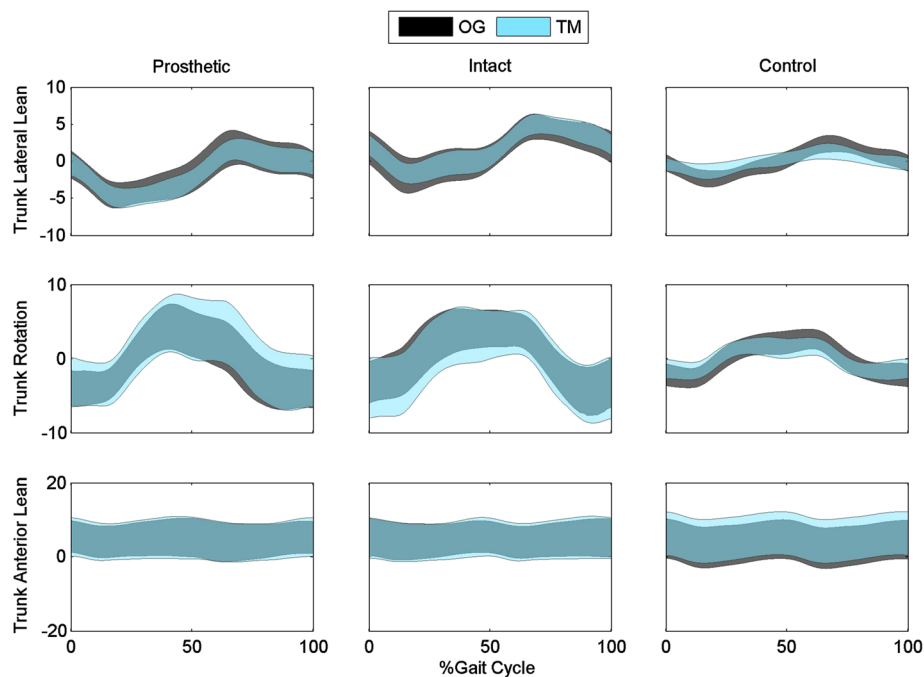 OG TM
Prosthetic Intact Control
Trunk Lateral Lean
10
5
0
-5
-10
Trunk Rotation
10
0
-10
Trunk Anterior Lean
20
0
-20
0 50 100 0 50 100 0 50 100
%Gait Cycle